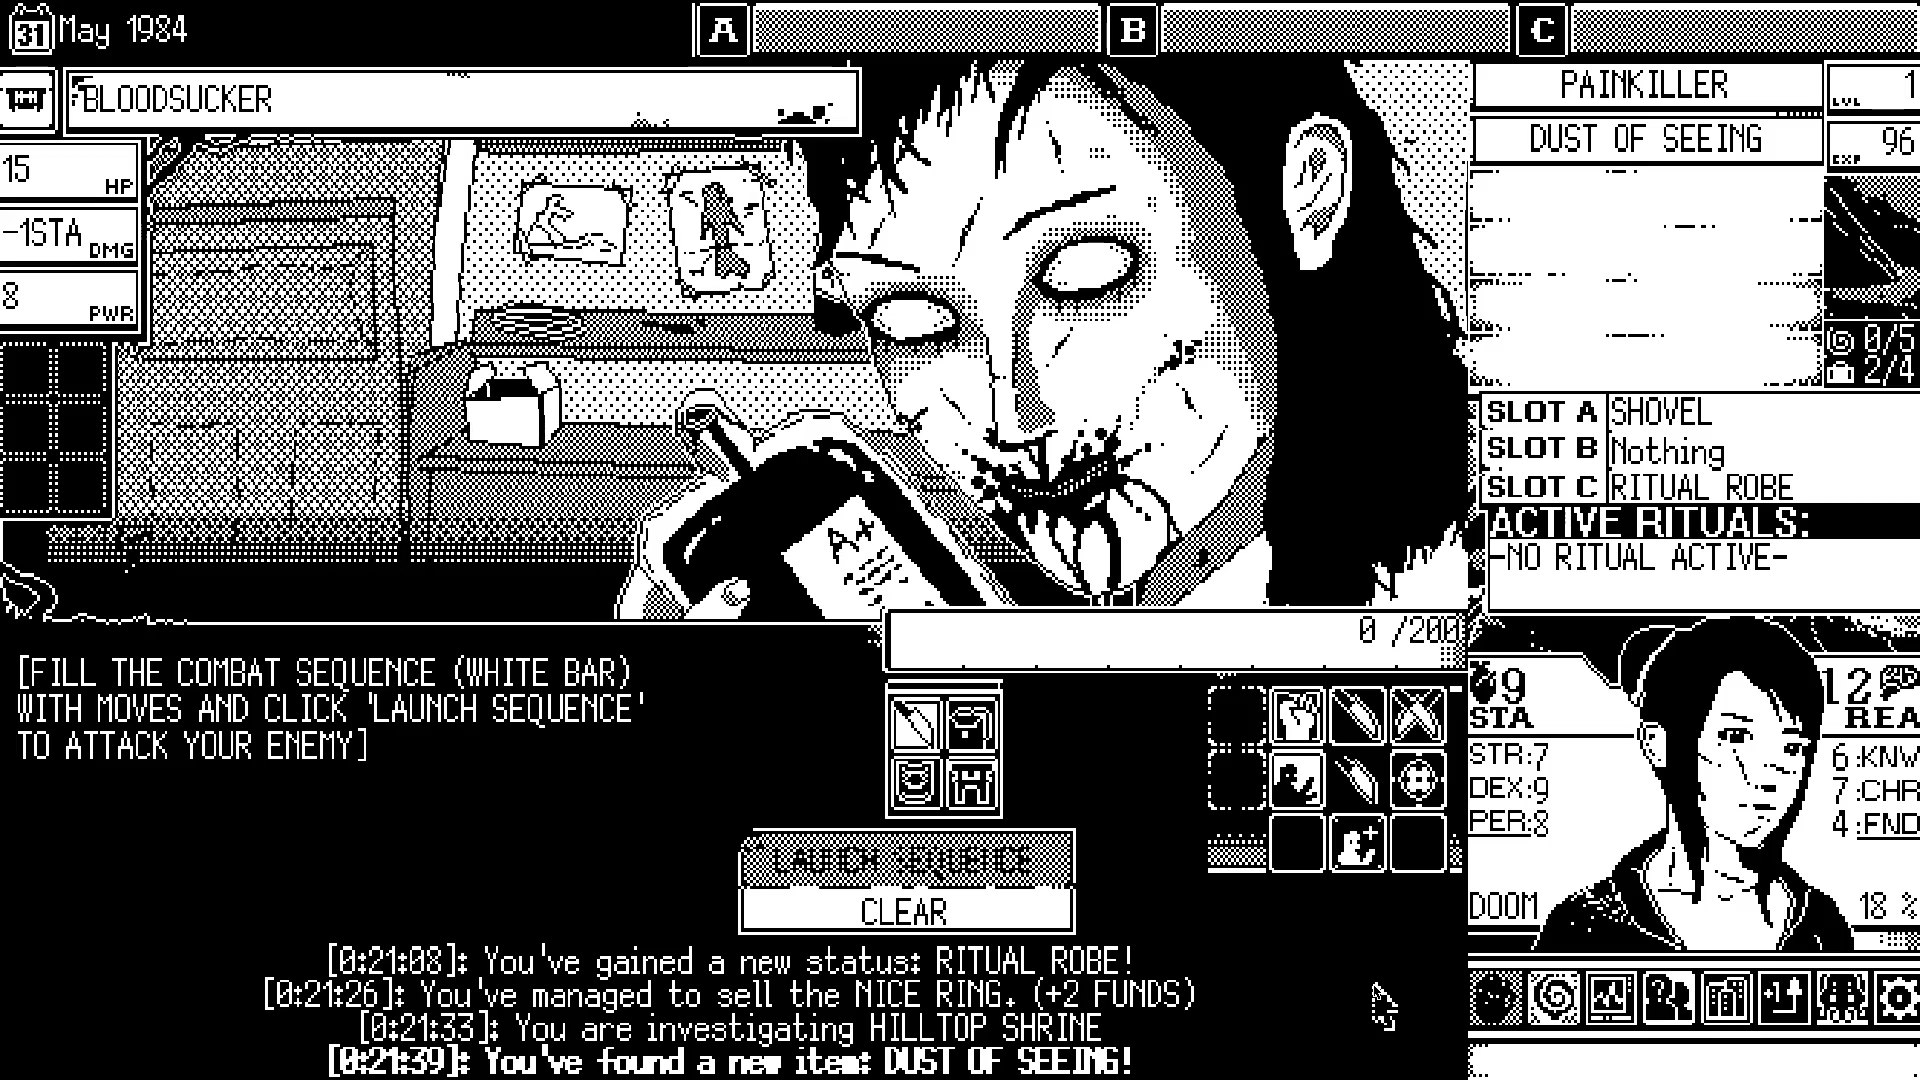 31 May 1984
A
B
C
BLOODSUCKER
15 HP
-1STA DMG
8 PWR
PAINKILLER
1 LVL
DUST OF SEEING
96 EXP
0/5
2/4
SLOT A SHOVEL
SLOT B Nothing
SLOT C RITUAL ROBE
ACTIVE RITUALS:
-NO RITUAL ACTIVE-
A+
0 /200
[FILL THE COMBAT SEQUENCE (WHITE BAR)
WITH MOVES AND CLICK 'LAUNCH SEQUENCE'
TO ATTACK YOUR ENEMY]
LAUNCH SEQUENCE
CLEAR
9 STA
12 REA
STR:7
6 :KNW
DEX:9
7 :CHR
PER:8
4 :FND
DOOM 18 %
[0:21:08]: You've gained a new status: RITUAL ROBE!
[0:21:26]: You've managed to sell the NICE RING. (+2 FUNDS)
[0:21:33]: You are investigating HILLTOP SHRINE
[0:21:39]: You've found a new item: DUST OF SEEING!